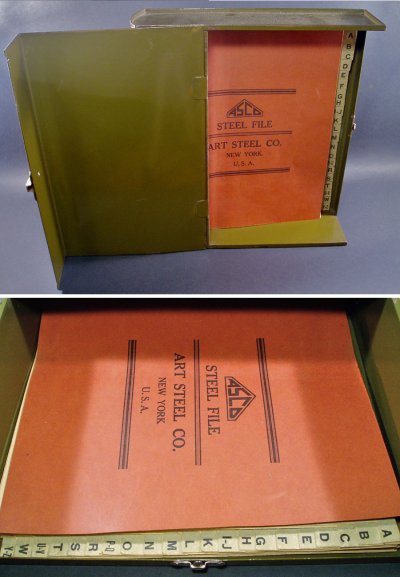 ASCO
STEEL FILE
ART STEEL CO.
NEW YORK
U. S. A.
A
B
C
D
E
F
G
H
I-J
K
L
M
N
O
R
S
T
ASCO
STEEL FILE
ART STEEL CO.
NEW YORK
U. S. A.
Y-Z
W
U-V
T
S
R
P-Q
O
N
M
L
K
I-J
H
G
F
E
D
C
B
A